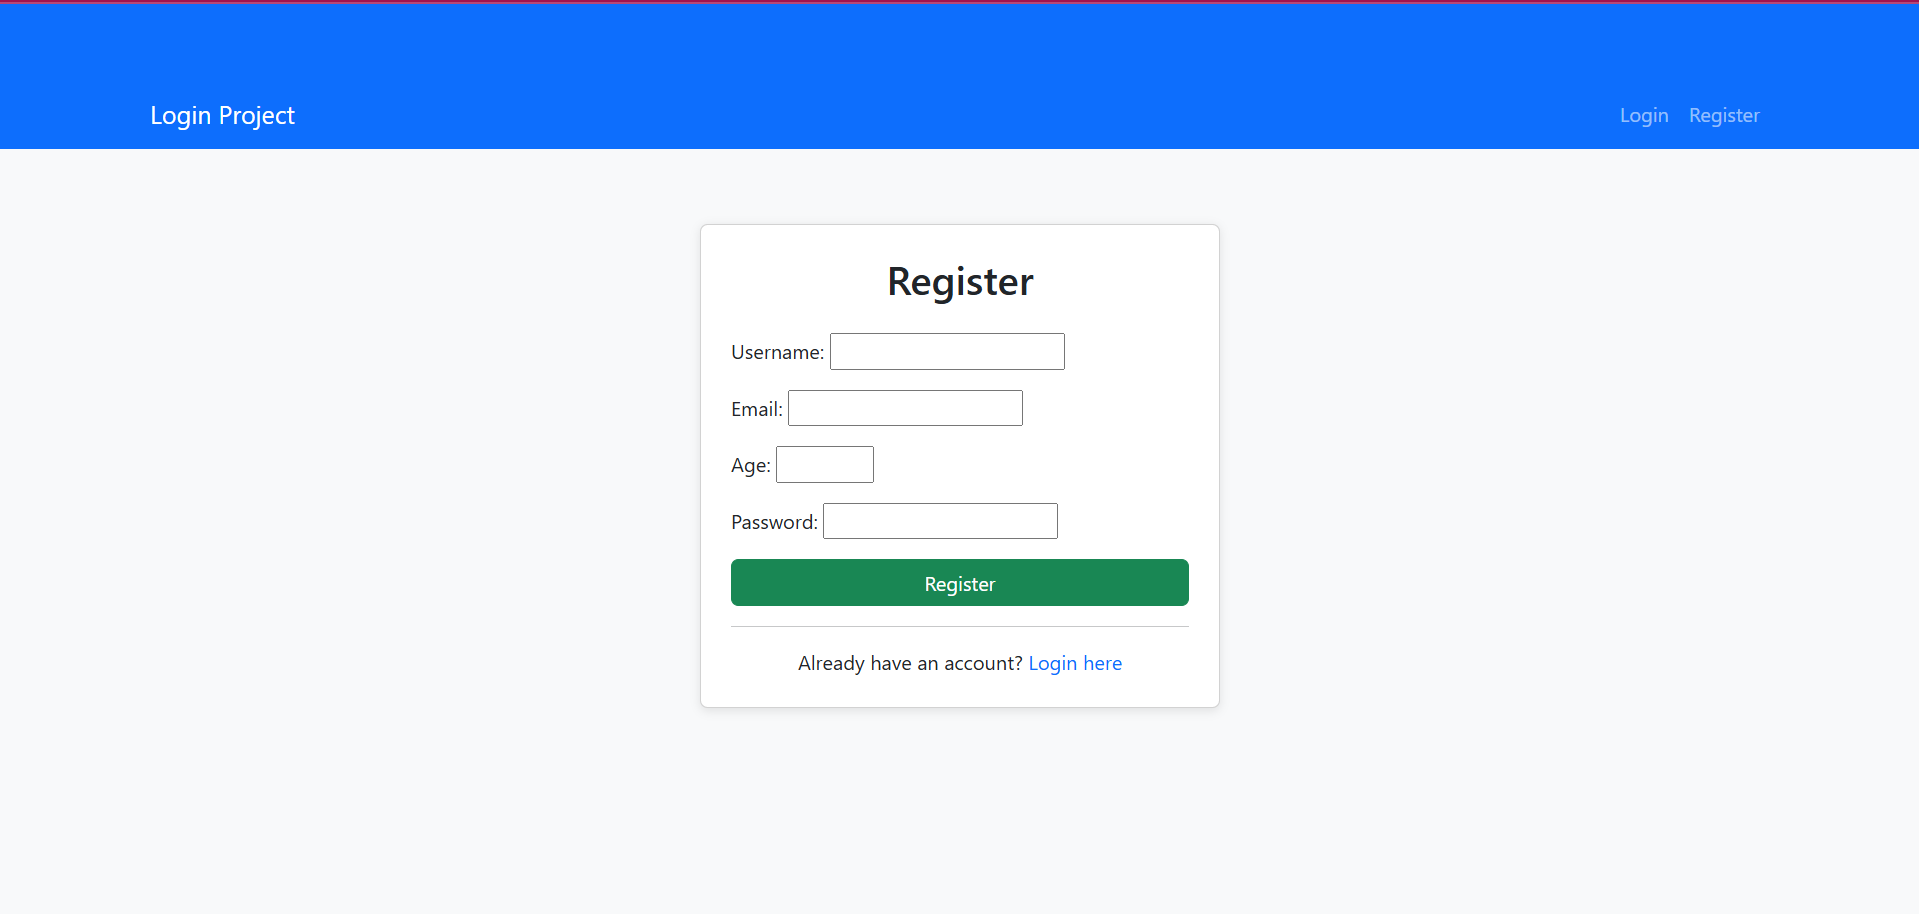 Login Project
Login Register
Register
Username:
Email:
Age:
Password:
Register
Already have an account? Login here